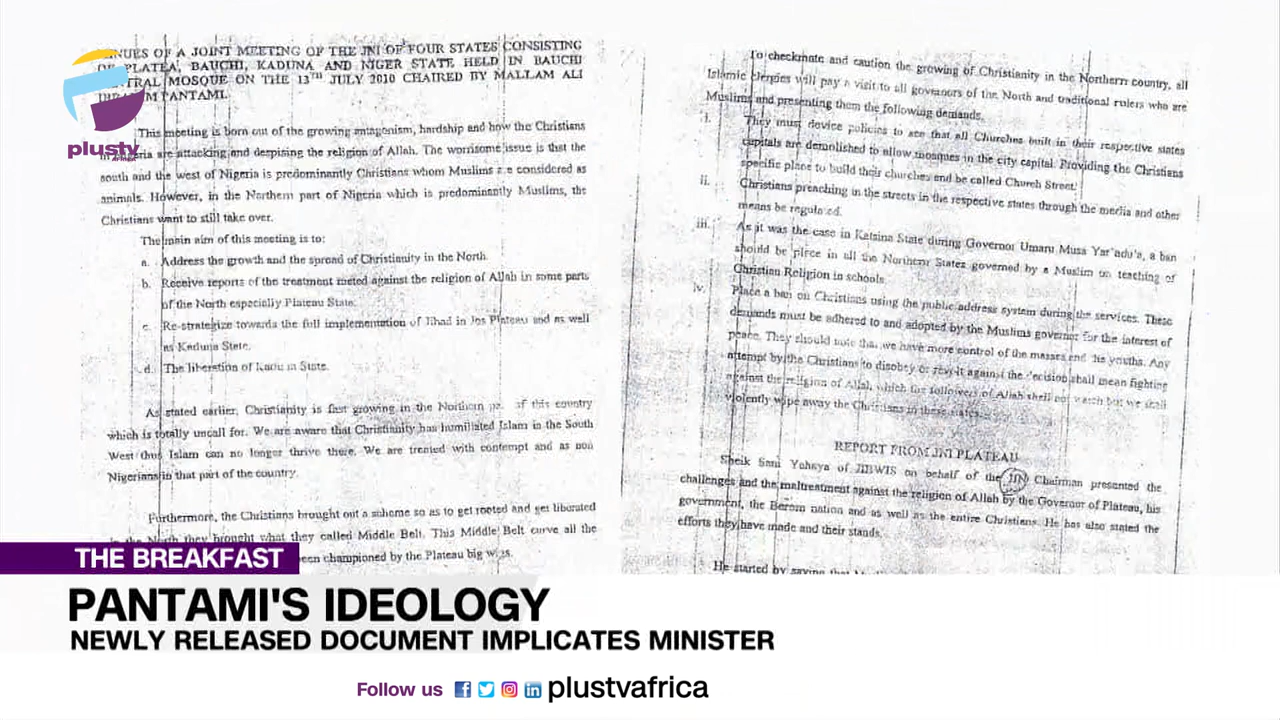 plustv
AFRICA
NUES OF A JOINT MEETING OF THE JNI OF FOUR STATES CONSISTING
PLATEA', BAUCHI, KADUNA AND NIGER STATE HELD IN BAUCHI
TRAL MOSQUE ON THE 13TH JULY 2010 CHAIRED BY MALLAM ALI
M PANTAMI.
This meeting is born out of the growing antagonism, hardship and how the Christians
are attacking and despising the religion of Allah. The worrisome issue is that the
south and the west of Nigeria is predominantly Christians whom Muslims are considered as
animals. However, in the Northern part of Nigeria which is predominantly Muslims, the
Christians want to still take over.
The main aim of this meeting is to:
a. Address the growth and the spread of Christianity in the North.
b. Receive reports of the treatment meted against the religion of Allah in some parts
of the North especially Plateau State.
c. Re-strategize towards the full implementation of Jihad in Jos Plateau and as well
as Kaduna State.
d. The liberation of State.
As stated earlier, Christianity is fast growing in the Northern of this country
which is totally uncall for. We are aware that Christianity has humiliated Islam in the South
West thus Islam can no longer thrive there. We are treated with contempt and as non
Nigerians in that part of the country.
Furthermore, the Christians brought out a scheme so as to get rooted and get liberated
North they brought what they called Middle Belt. This Middle Belt curve all the
been championed by the Plateau big
To checkmate and caution the growing of Christianity in the Northern country, all
Islamic clergies will pay a visit to all governors of the North and traditional rulers who are
Muslims and presenting them the following demands.
i. They must device policies to see that all Churches built in their respective states
capitals are demolished to allow mosques in the city capital. Providing the Christians
specific place to build their churches and be called Church Street.
ii. Christians preaching in the streets in the respective states through the media and other
means be regulated.
iii. As it was the case in Katsina State during Governor Umaru Musa Yar'adu'a, a ban
should be place in all the Northern States governed by a Muslim on teaching of
Christian Religion in schools
iv. Place a ban on Christians using the public address system during the services. These
demands must be adhered to and adopted by the Muslims governor for the interest of
peace. They should note that we have more control of the masses and the youths. Any
attempt by the Christians to disobey or revolt against the decision shall mean fighting
against the religion of Allah, which the followers of Allah shall not watch but we shall
violently wipe away the Christians in these states
REPORT FROM JNI PLATEAU
Sheik Sani Yahaya of JIBWIS on behalf of the JIN Chairman presented the
challenges and the maltreatment against the religion of Allah by the Governor of Plateau, his
government, the Berom nation and as well as the entire Christians. He has also stated the
efforts they have made and their stands.
He started by saying that
THE BREAKFAST
PANTAMI'S IDEOLOGY
NEWLY RELEASED DOCUMENT IMPLICATES MINISTER
Follow us plustvafrica